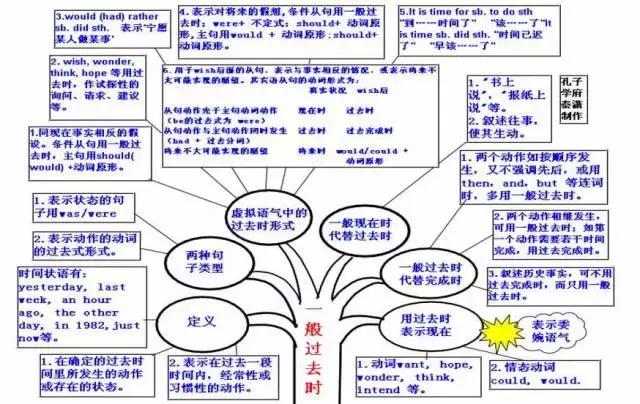 3.would (had) rather
sb. did sth. 表示'宁愿
某人做某事'
4.表示对将来的假想,条件从句用一般过
去时；were+ 不定式；should+ 动词原
形,主句用would + 动词原形;should+
动词原形。
5.It is time for sb. to do sth
"到……时间了" "该……了"It
is time sb. did sth. "时间已迟
了" "早该……了"
2. wish, wonder,
think, hope 等用过
去时，作试探性的
询问、请求、建议
等。
6.用于wish后面的从句，表示与事实相反的情况，或表示将来不
太可能实现的愿望。其宾语从句的动词形式为：
真实状况 wish后
从句动作先于主句动词动作 现在时 过去时
(be的过去式为 were)
从句动作与主句动作同时发生 过去时 过去完成时
(had + 过去分词)
将来不大可能实现的愿望 将来时 would/could +
动词原形
1."书上
说"，"报纸上
说"等。
2. 叙述往事，
使其生动。
孔子
学府
秦潇
制作
1.同现在事实相反的假
设。条件从句用一般过
去时，主句用should(
would) +动词原形。
1.两个动作如按顺序发
生，又不强调先后，或用
then，and，but 等连词
时，多用一般过去时。
1.表示状态的句
子用was/were
2.表示动作的动词
的过去式形式。
两种句
子类型
虚拟语气中的
过去时形式
一般现在时
代替过去时
一般过去时
代替完成时
2.两个动作相继发生，
可用一般过去时；如第
一个动作需要若干时间
完成，用过去完成时。
3.叙述历史事实，可不用
过去完成时，而只用一般
过去时。
时间状语有：
yesterday, last
week, an hour
ago, the other
day, in 1982,just
now等。
定义
一般过去时
用过去时
表示现在
表示委
婉语气
1.在确定的过去时
间里所发生的动作
或存在的状态。
2.表示在过去一段
时间内，经常性或
习惯性的动作。
1.动词want, hope,
wonder, think,
intend 等。
2.情态动词
could, would.